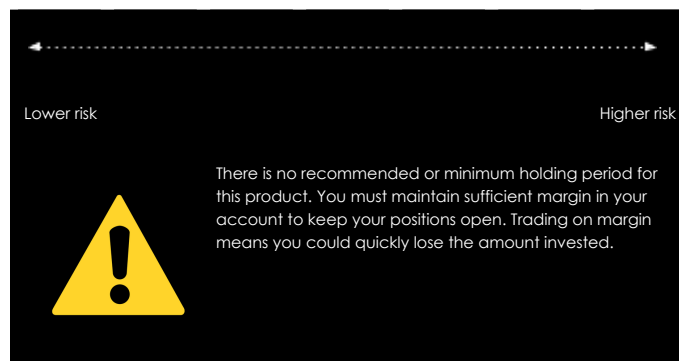 Lower risk Higher risk
There is no recommended or minimum holding period for
this product. You must maintain sufficient margin in your
account to keep your positions open. Trading on margin
means you could quickly lose the amount invested.